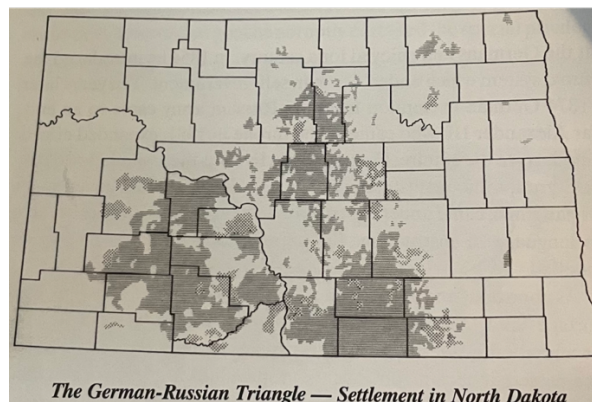 The German-Russian Triangle — Settlement in North Dakota